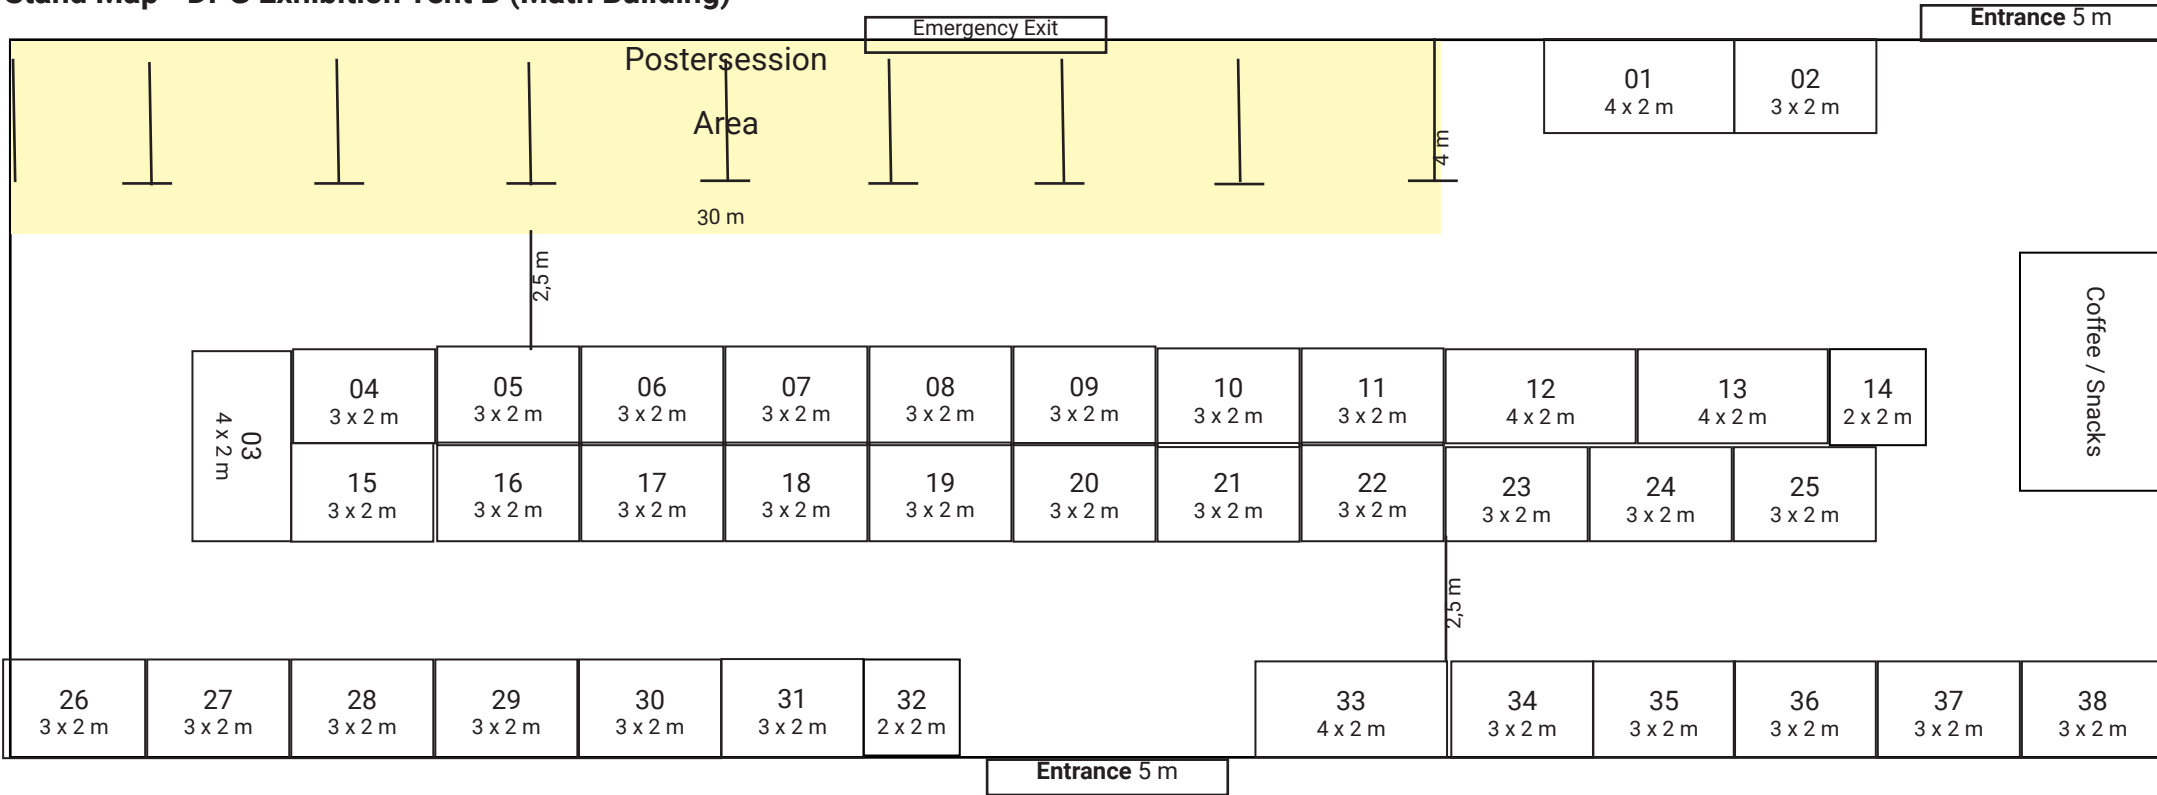 Emergency Exit
Entrance 5 m
Postersession
Area
4 m
30 m
01
4 x 2 m
02
3 x 2 m
2,5 m
Coffee / Snacks
03
4 x 2 m
04
3 x 2 m
05
3 x 2 m
06
3 x 2 m
07
3 x 2 m
08
3 x 2 m
09
3 x 2 m
10
3 x 2 m
11
3 x 2 m
12
4 x 2 m
13
4 x 2 m
14
2 x 2 m
15
3 x 2 m
16
3 x 2 m
17
3 x 2 m
18
3 x 2 m
19
3 x 2 m
20
3 x 2 m
21
3 x 2 m
22
3 x 2 m
23
3 x 2 m
24
3 x 2 m
25
3 x 2 m
2,5 m
26
3 x 2 m
27
3 x 2 m
28
3 x 2 m
29
3 x 2 m
30
3 x 2 m
31
3 x 2 m
32
2 x 2 m
33
4 x 2 m
34
3 x 2 m
35
3 x 2 m
36
3 x 2 m
37
3 x 2 m
38
3 x 2 m
Entrance 5 m